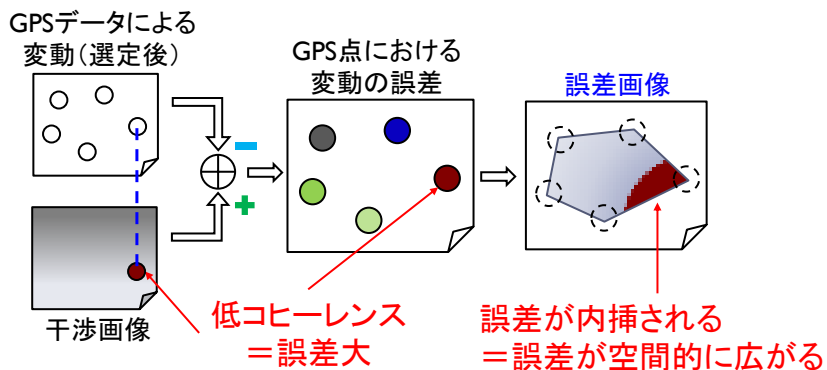 GPSデータによる
変動(選定後)
GPS点における
変動の誤差
誤差画像
干渉画像
低コヒーレンス
＝誤差大
誤差が内挿される
＝誤差が空間的に広がる